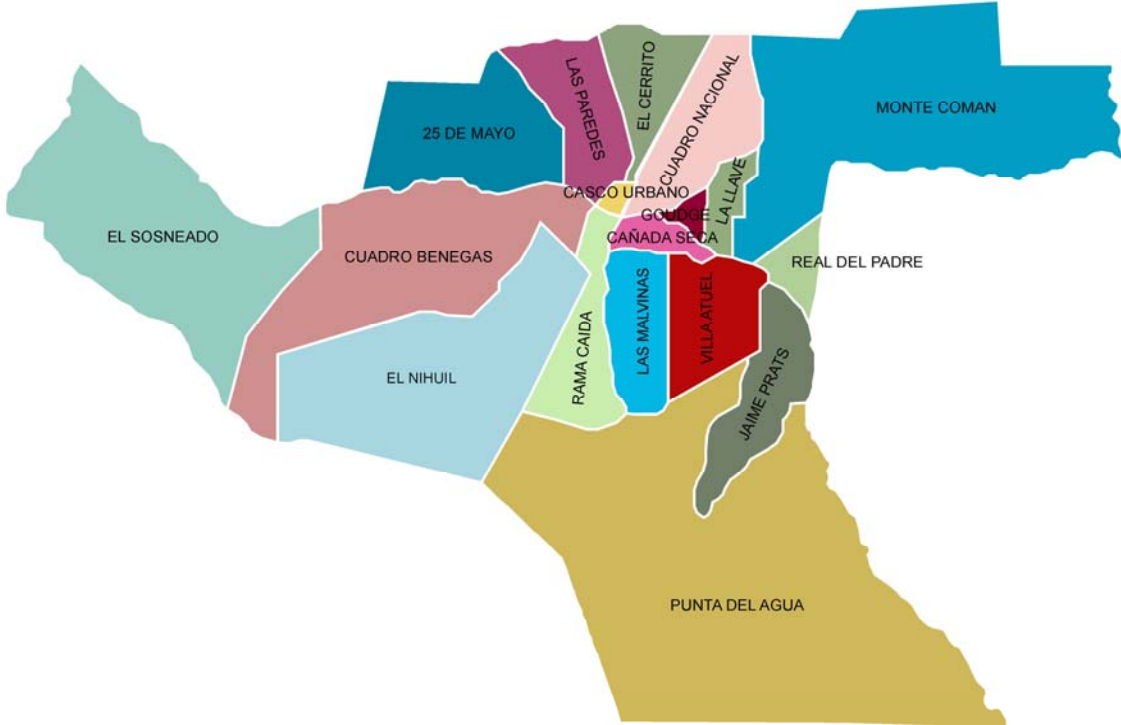 LAS PAREDES
EL CERRITO
CUADRO NACIONAL
MONTE COMAN
25 DE MAYO
CASCO URBANO
LA LLAVE
GOUDGE
EL SOSNEADO
CUADRO BENEGAS
CAÑADA SECA
REAL DEL PADRE
EL NIHUIL
RAMA CAIDA
LAS MALVINAS
VILLA ATUEL
JAIME PRATS
PUNTA DEL AGUA